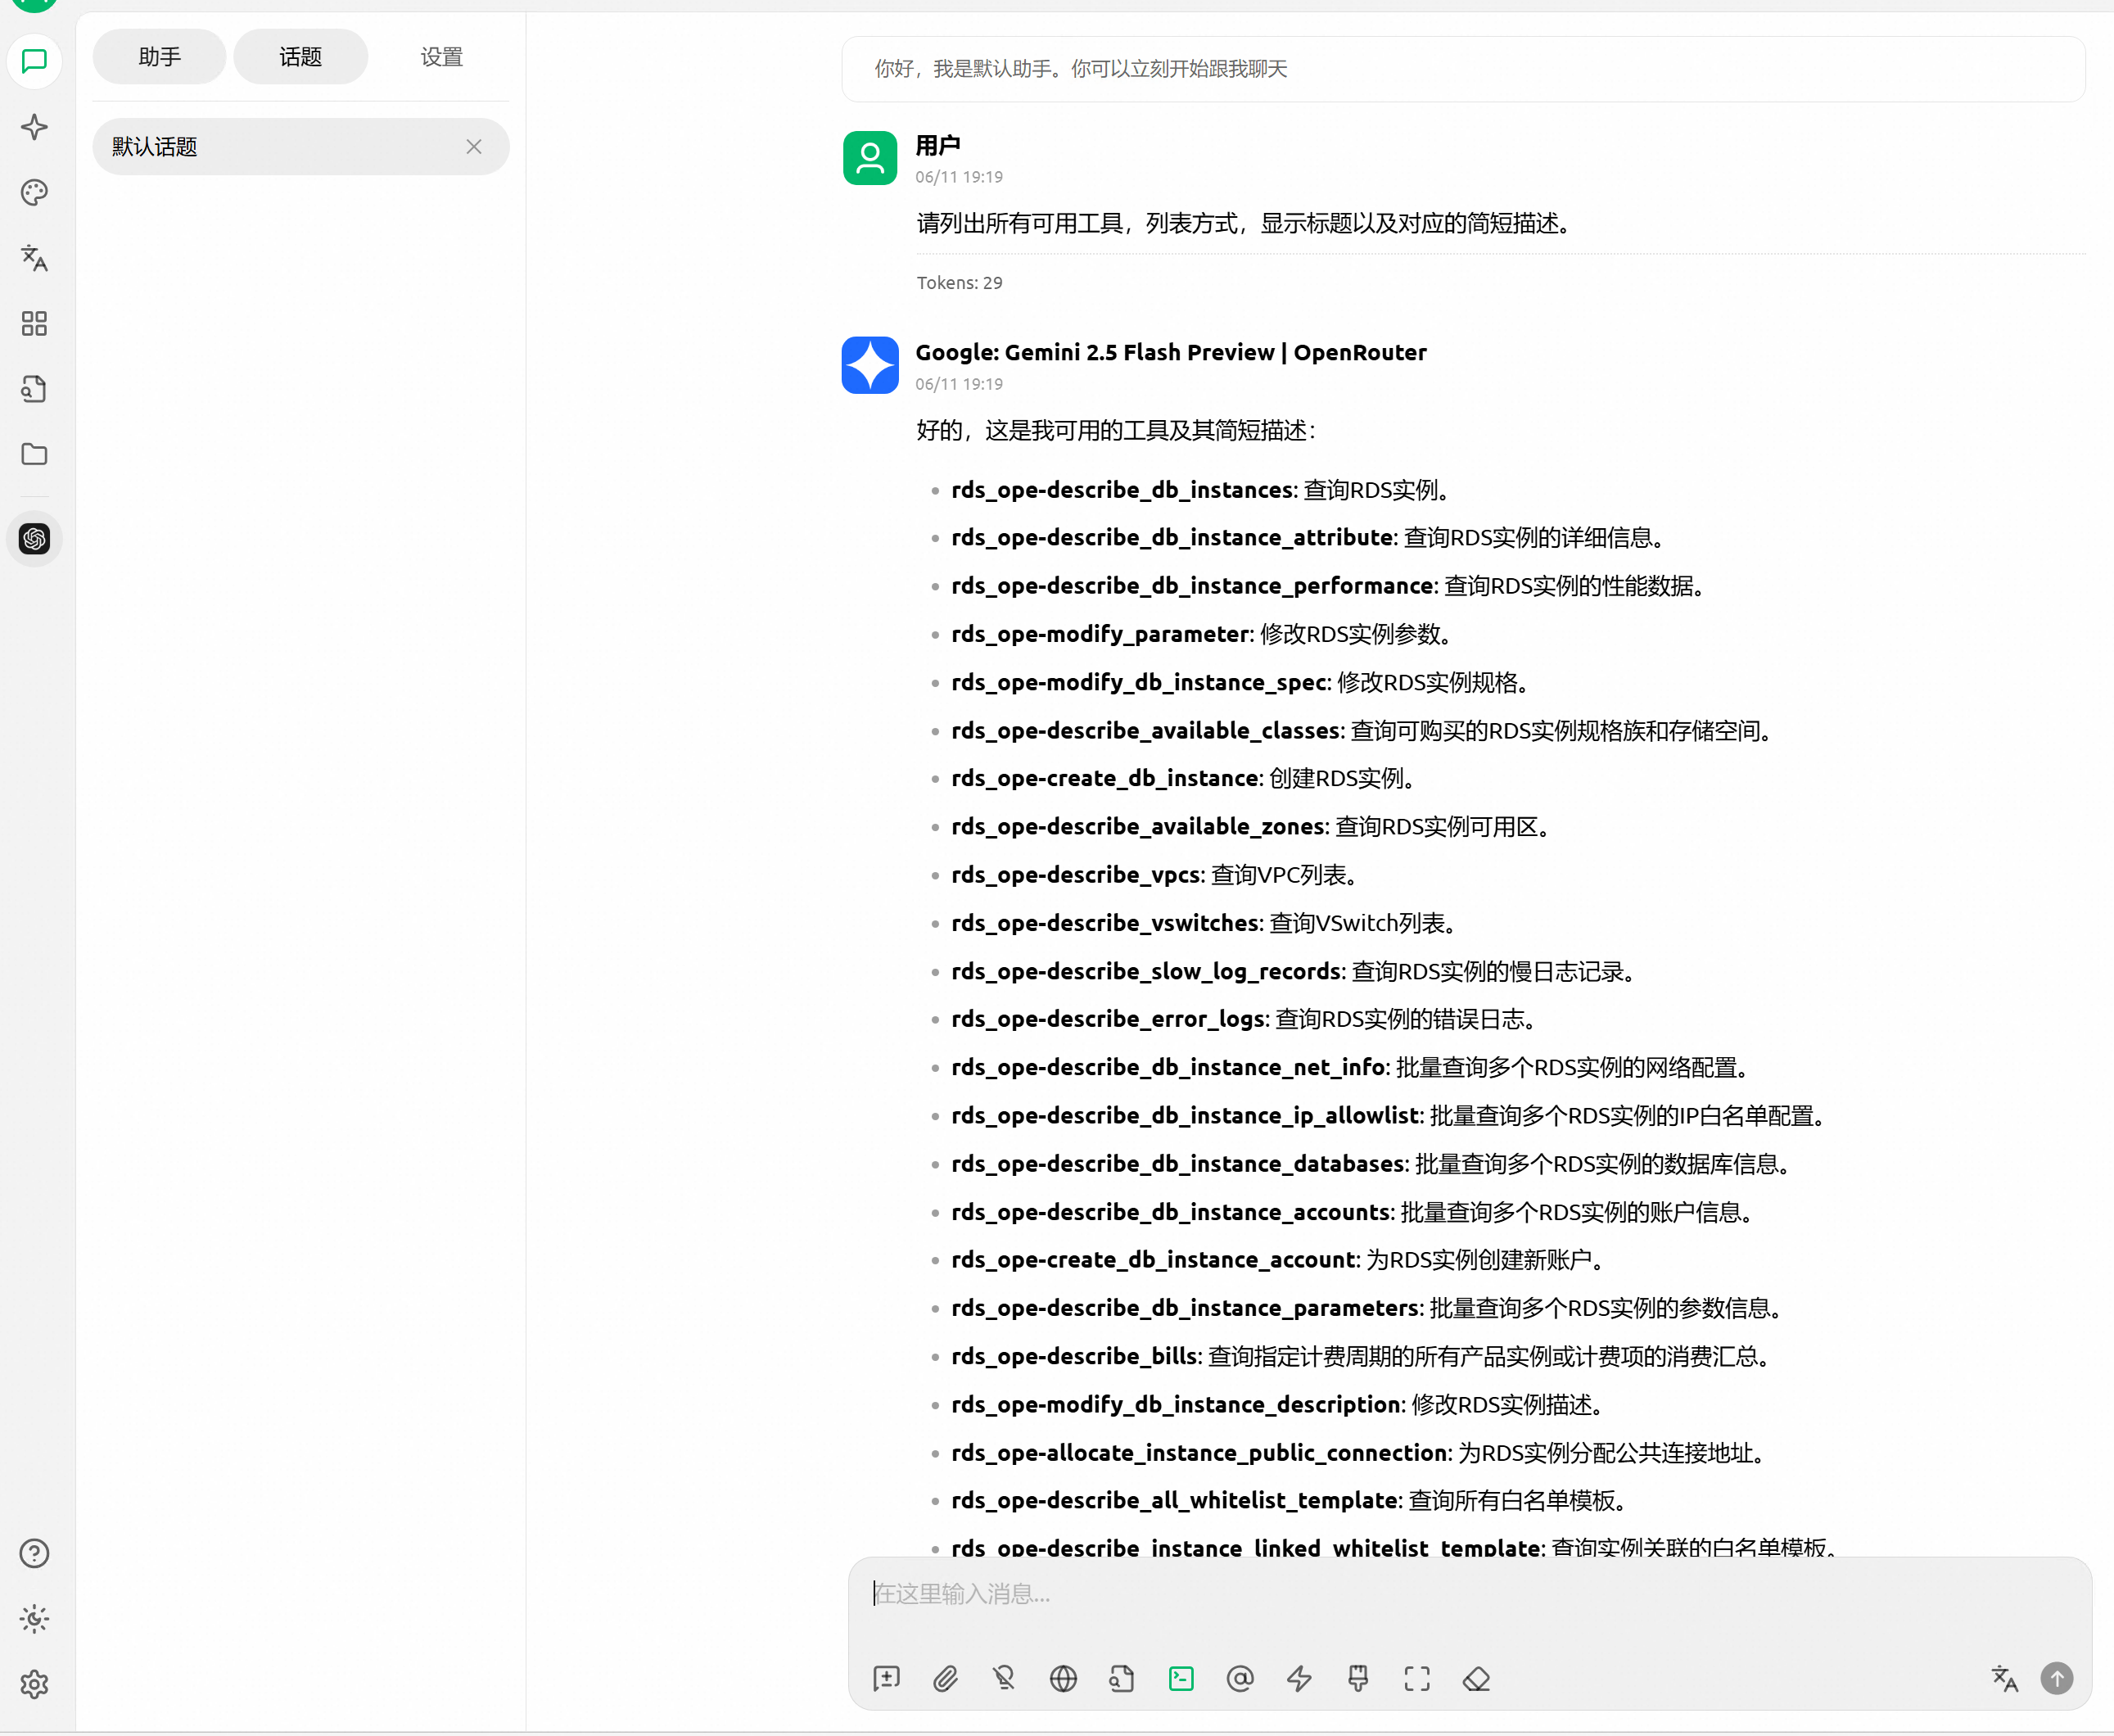 助手
话题
设置
默认话题
你好，我是默认助手。你可以立刻开始跟我聊天
用户
06/11 19:19
请列出所有可用工具，列表方式，显示标题以及对应的简短描述。
Tokens: 29
Google: Gemini 2.5 Flash Preview | OpenRouter
06/11 19:19
好的，这是我可用的工具及其简短描述：
rds_ope-describe_db_instances: 查询RDS实例。
rds_ope-describe_db_instance_attribute: 查询RDS实例的详细信息。
rds_ope-describe_db_instance_performance: 查询RDS实例的性能数据。
rds_ope-modify_parameter: 修改RDS实例参数。
rds_ope-modify_db_instance_spec: 修改RDS实例规格。
rds_ope-describe_available_classes: 查询可购买的RDS实例规格族和存储空间。
rds_ope-create_db_instance: 创建RDS实例。
rds_ope-describe_available_zones: 查询RDS实例可用区。
rds_ope-describe_vpcs: 查询VPC列表。
rds_ope-describe_vswitches: 查询VSwitch列表。
rds_ope-describe_slow_log_records: 查询RDS实例的慢日志记录。
rds_ope-describe_error_logs: 查询RDS实例的错误日志。
rds_ope-describe_db_instance_net_info: 批量查询多个RDS实例的网络配置。
rds_ope-describe_db_instance_ip_allowlist: 批量查询多个RDS实例的IP白名单配置。
rds_ope-describe_db_instance_databases: 批量查询多个RDS实例的数据库信息。
rds_ope-describe_db_instance_accounts: 批量查询多个RDS实例的账户信息。
rds_ope-create_db_instance_account: 为RDS实例创建新账户。
rds_ope-describe_db_instance_parameters: 批量查询多个RDS实例的参数信息。
rds_ope-describe_bills: 查询指定计费周期的所有产品实例或计费项的消费汇总。
rds_ope-modify_db_instance_description: 修改RDS实例描述。
rds_ope-allocate_instance_public_connection: 为RDS实例分配公共连接地址。
rds_ope-describe_all_whitelist_template: 查询所有白名单模板。
rds_ope-describe_instance_linked_whitelist_template: 查询实例关联的白名单模板。
在这里输入消息...